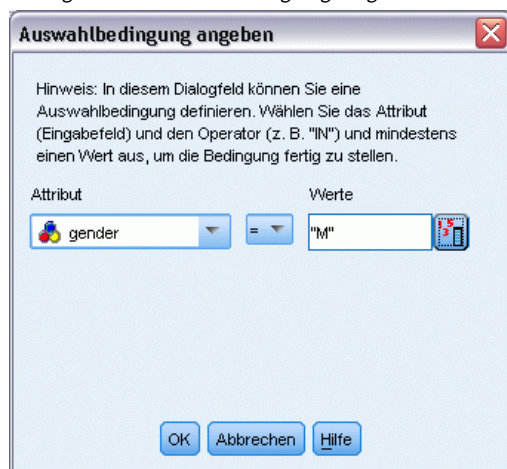 Auswahlbedingung angeben
Hinweis: In diesem Dialogfeld können Sie eine
Auswahlbedingung definieren. Wählen Sie das Attribut
(Eingabefeld) und den Operator (z. B. "IN") und mindestens
einen Wert aus, um die Bedingung fertig zu stellen.
Attribut Werte
gender = "M"
OK Abbrechen Hilfe